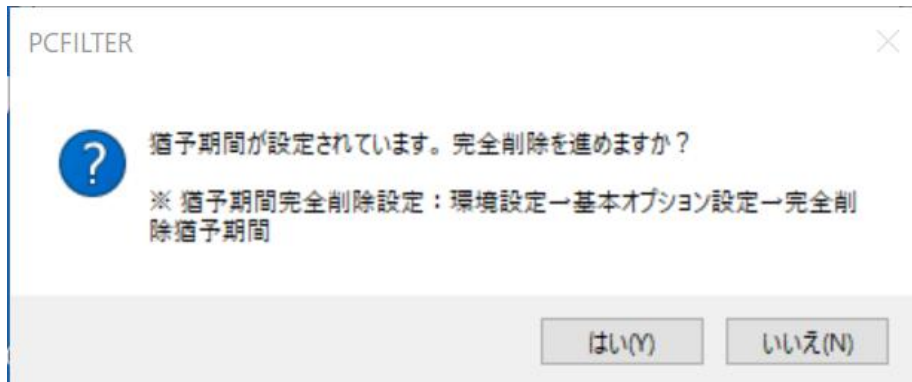 PCFILTER
猶予期間が設定されています。完全削除を進めますか？
※ 猶予期間完全削除設定：環境設定→基本オプション設定→完全削
除猶予期間
はい(Y)
いいえ(N)